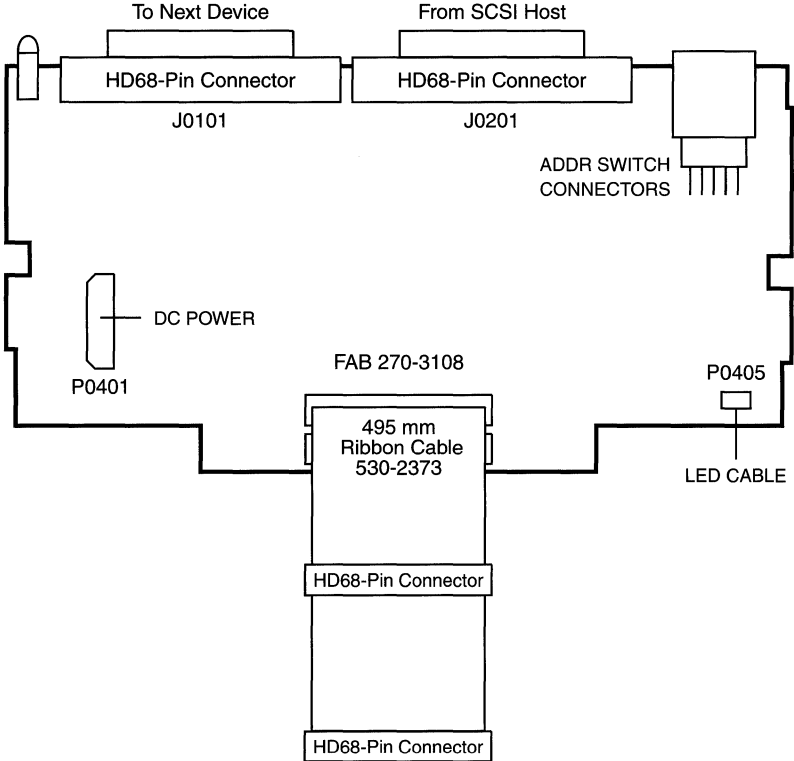 To Next Device
From SCSI Host
HD68-Pin Connector
HD68-Pin Connector
J0101
J0201
ADDR SWITCH
CONNECTORS
DC POWER
P0401
FAB 270-3108
P0405
495 mm
Ribbon Cable
530-2373
LED CABLE
HD68-Pin Connector
HD68-Pin Connector